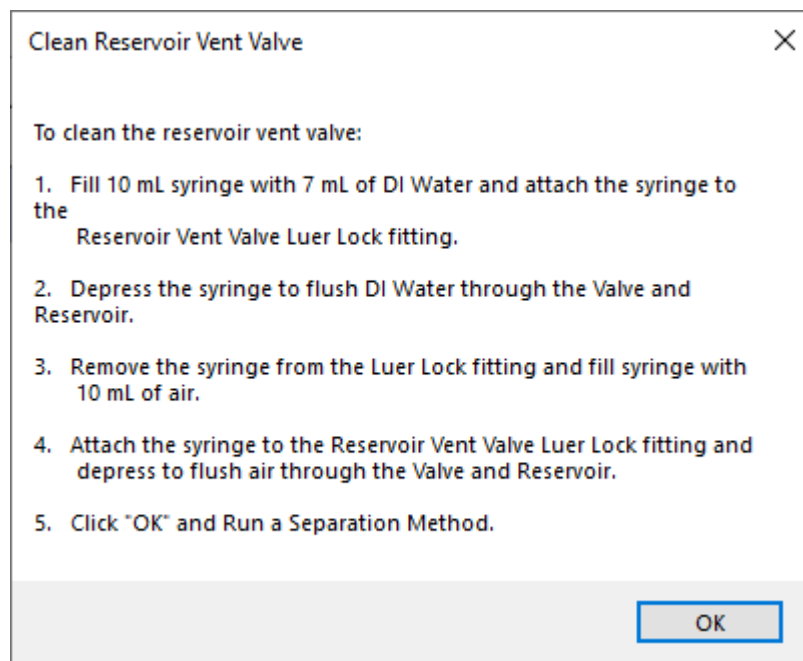 Clean Reservoir Vent Valve
To clean the reservoir vent valve:
1. Fill 10 mL syringe with 7 mL of DI Water and attach the syringe to
the
Reservoir Vent Valve Luer Lock fitting.
2. Depress the syringe to flush DI Water through the Valve and
Reservoir.
3. Remove the syringe from the Luer Lock fitting and fill syringe with
10 mL of air.
4. Attach the syringe to the Reservoir Vent Valve Luer Lock fitting and
depress to flush air through the Valve and Reservoir.
5. Click "OK" and Run a Separation Method.
OK